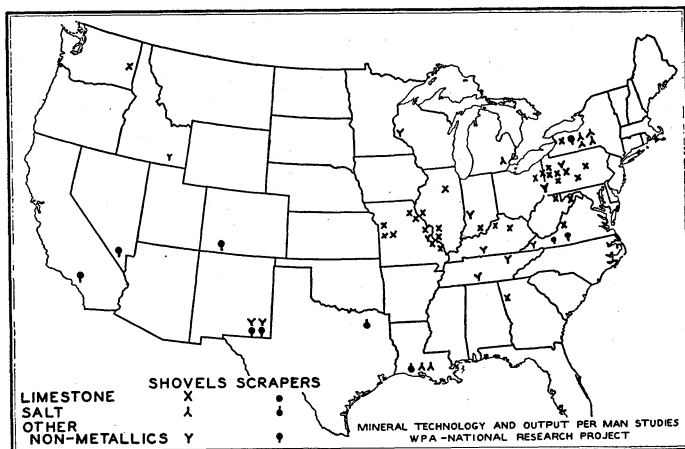 SHOVELS SCRAPERS
LIMESTONE X
SALT
OTHER
NON-METALLICS Y
MINERAL TECHNOLOGY AND OUTPUT PER MAN STUDIES
WPA-NATIONAL RESEARCH PROJECT